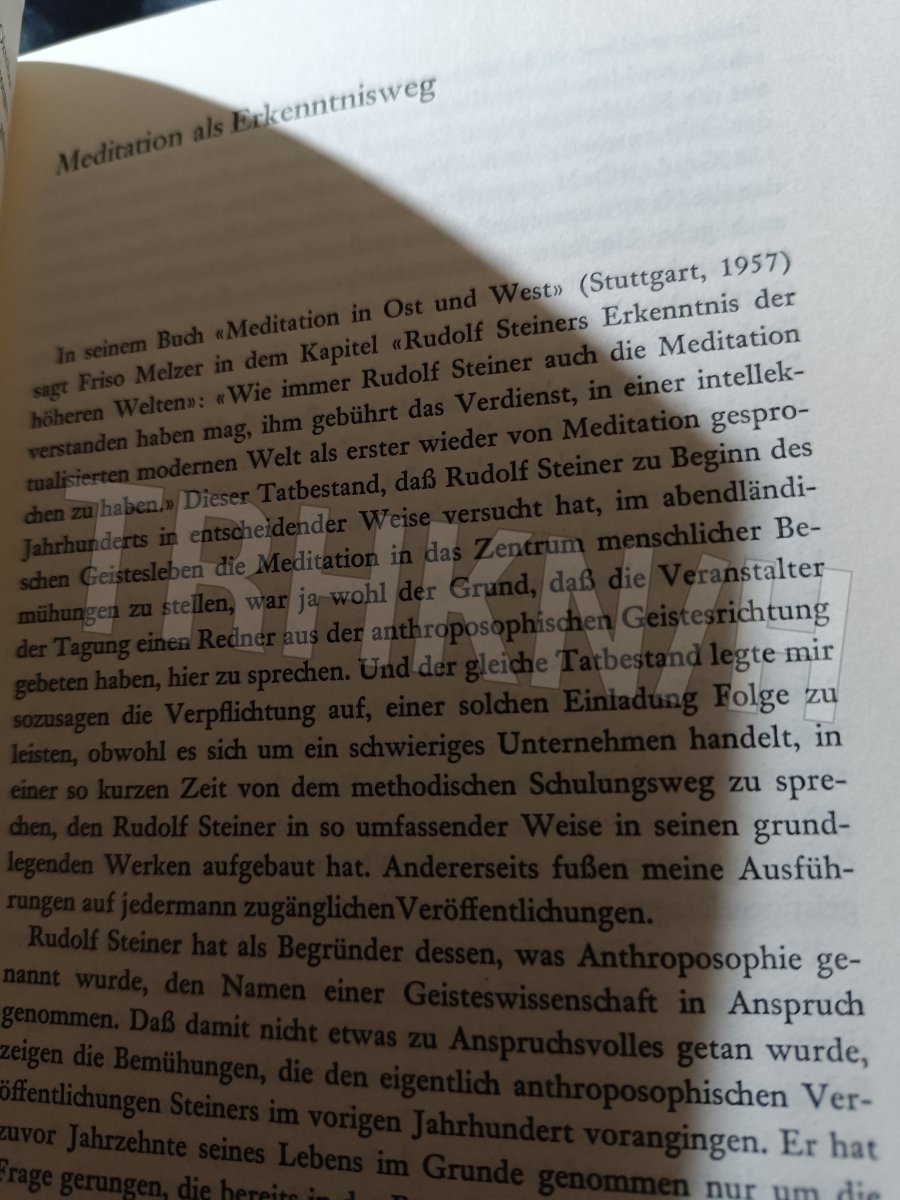 Meditation als Erkenntnisweg
In seinem Buch «Meditation in Ost und West» (Stuttgart, 1957)
sagt Friso Melzer in dem Kapitel «Rudolf Steiners Erkenntnis der
höheren Welten»: «Wie immer Rudolf Steiner auch die Meditation
verstanden haben mag, ihm gebührt das Verdienst, in einer intellek-
tualisierten modernen Welt als erster wieder von Meditation gespro-
chen zu haben.» Dieser Tatbestand, daß Rudolf Steiner zu Beginn des
Jahrhunderts in entscheidender Weise versucht hat, im abendländi-
schen Geistesleben die Meditation in das Zentrum menschlicher Be-
mühungen zu stellen, war ja wohl der Grund, daß die Veranstalter
der Tagung einen Redner aus der anthroposophischen Geistesrichtung
gebeten haben, hier zu sprechen. Und der gleiche Tatbestand legte mir
sozusagen die Verpflichtung auf, einer solchen Einladung Folge zu
leisten, obwohl es sich um ein schwieriges Unternehmen handelt, in
einer so kurzen Zeit von dem methodischen Schulungsweg zu spre-
chen, den Rudolf Steiner in so umfassender Weise in seinen grund-
legenden Werken aufgebaut hat. Andererseits fußen meine Ausfüh-
rungen auf jedermann zugänglichen Veröffentlichungen.
Rudolf Steiner hat als Begründer dessen, was Anthroposophie ge-
nannt wurde, den Namen einer Geisteswissenschaft in Anspruch
genommen. Daß damit nicht etwas zu Anspruchsvolles getan wurde,
zeigen die Bemühungen, die den eigentlich anthroposophischen Ver-
öffentlichungen Steiners im vorigen Jahrhundert vorangingen. Er hat
zuvor Jahrzehnte seines Lebens im Grunde genommen nur um die
Frage gerungen, die bereits in